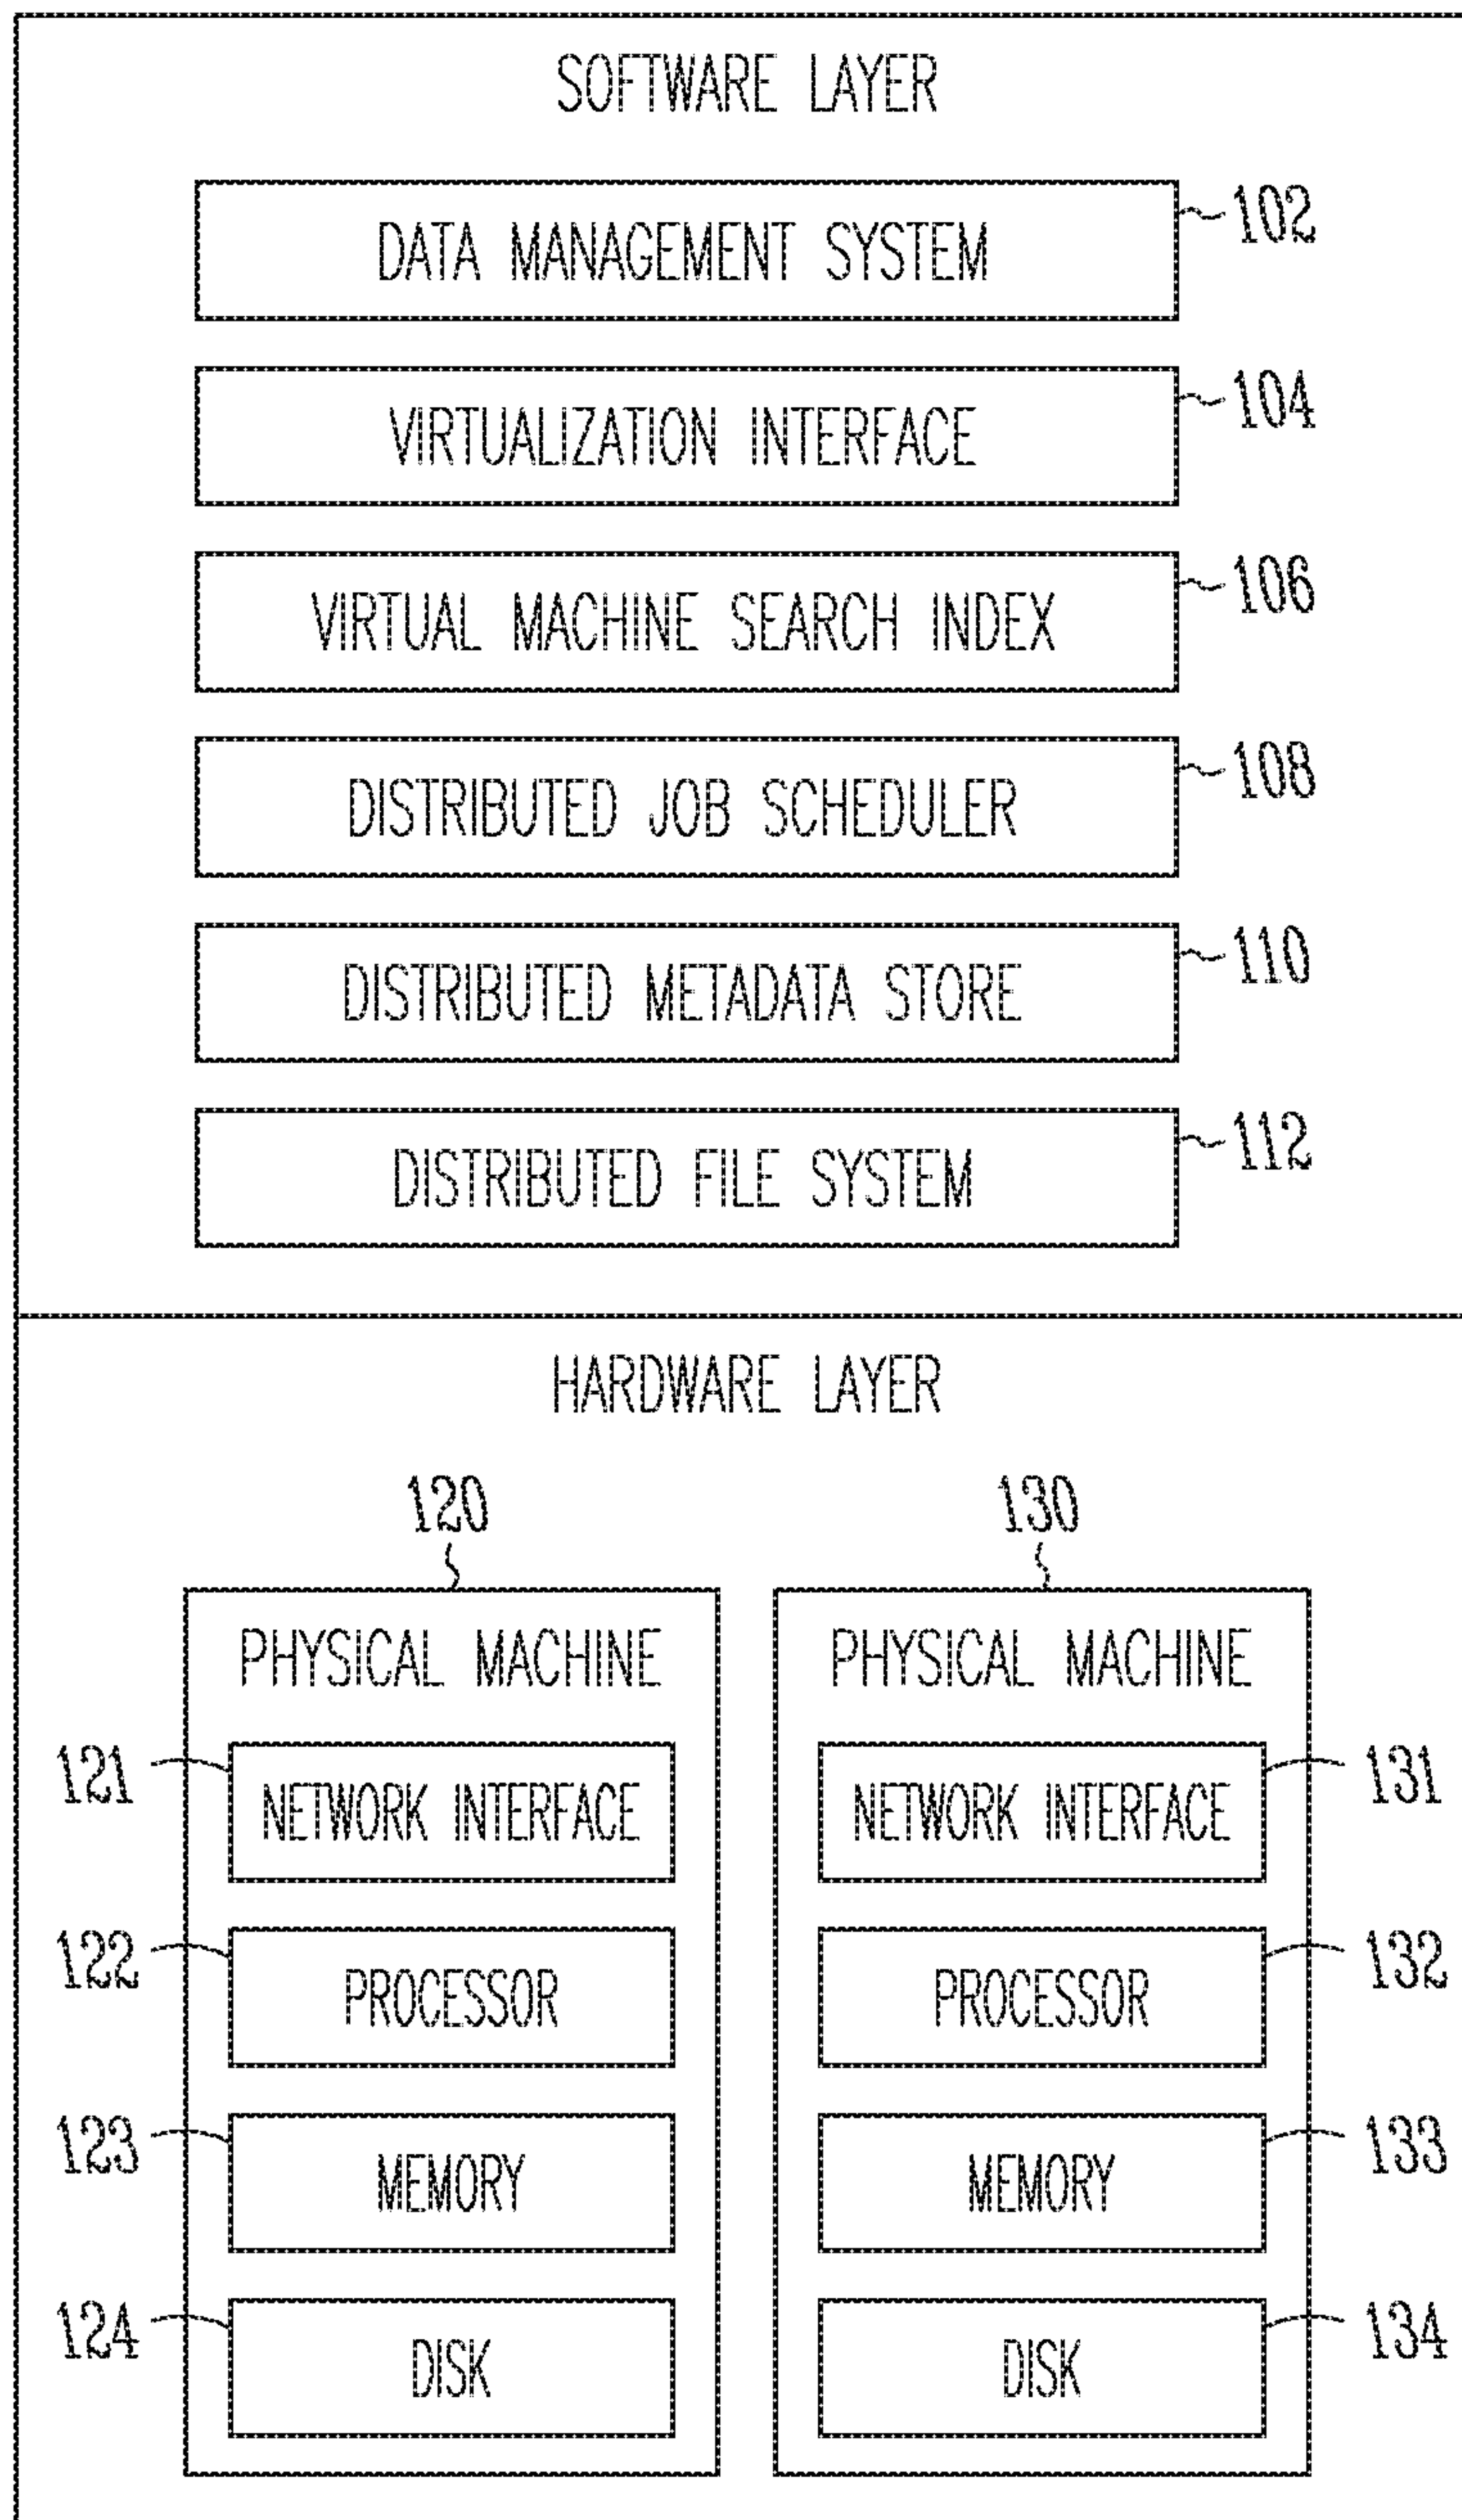 SOFTWARE LAYER
DATA MANAGEMENT SYSTEM
102
VIRTUALIZATION INTERFACE
104
VIRTUAL MACHINE SEARCH INDEX
106
DISTRIBUTED JOB SCHEDULER
108
DISTRIBUTED METADATA STORE
110
DISTRIBUTED FILE SYSTEM
112
HARDWARE LAYER
120
PHYSICAL MACHINE
121
NETWORK INTERFACE
122
PROCESSOR
123
MEMORY
124
DISK
130
PHYSICAL MACHINE
NETWORK INTERFACE
131
PROCESSOR
132
MEMORY
133
DISK
134